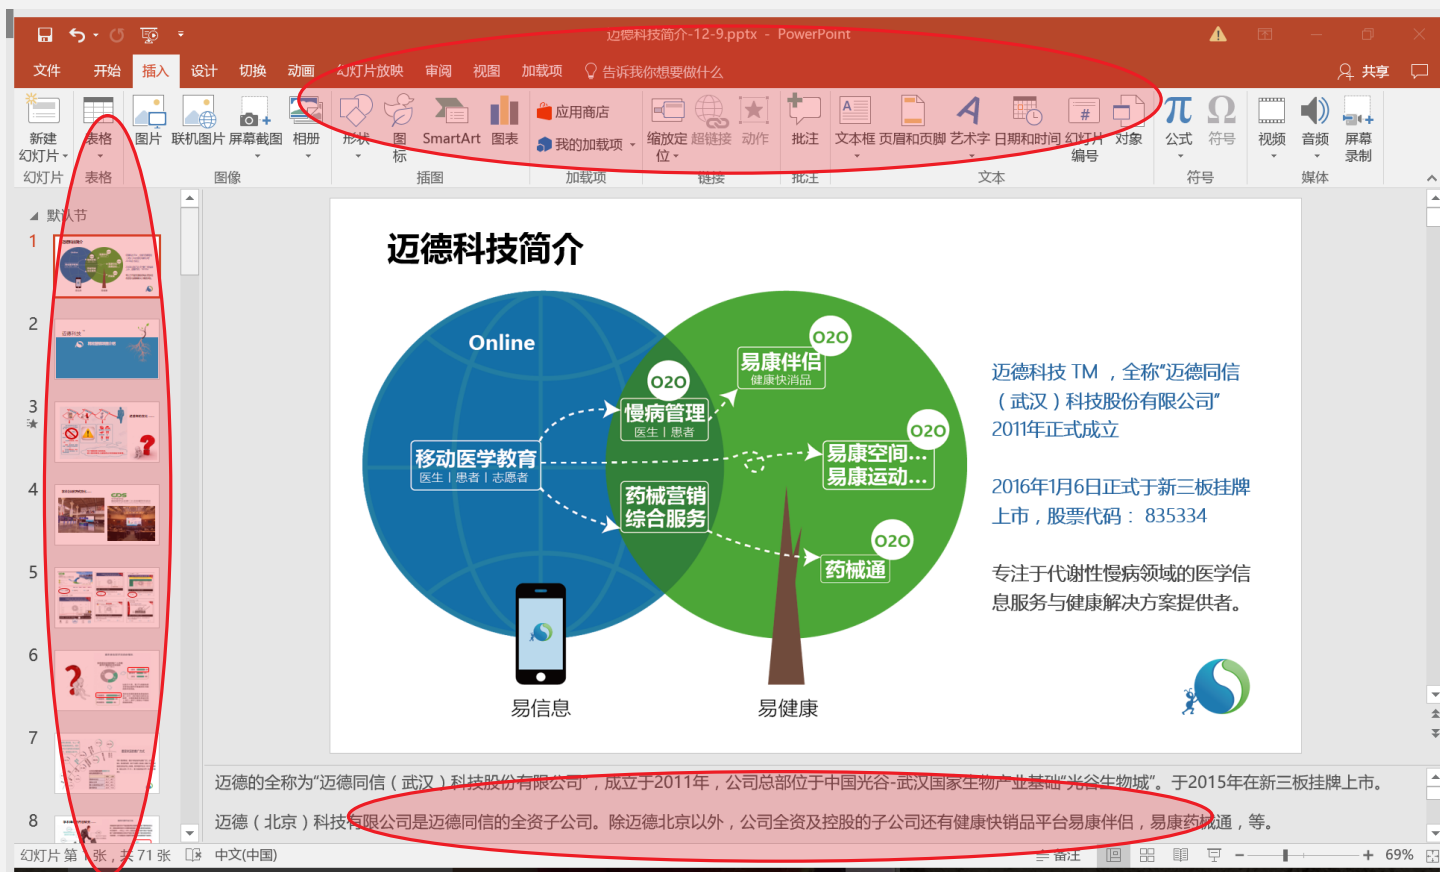 迈德科技简介-12-9.pptx - PowerPoint
文件 开始 插入 设计 切换 动画 幻灯片放映 审阅 视图 加载项 告诉我你想要做什么 共享
新建 幻灯片 表格 图片 联机图片 屏幕截图 相册 形状 图标 SmartArt 图表 应用商店 我的加载项 缩放定位 超链接 动作 批注 文本框 页眉和页脚 艺术字 日期和时间 幻灯片编号 对象 公式 符号 视频 音频 屏幕录制
幻灯片 表格 图像 插图 加载项 链接 批注 文本 符号 媒体
默认节
1
2
3
4
5
6
7
8
迈德科技简介
Online
O2O
易康伴侣
健康快消品
O2O
慢病管理
医生丨患者
移动医学教育
医生丨患者丨志愿者
O2O
易康空间...
易康运动...
药械营销
综合服务
O2O
药械通
易信息
易健康
迈德科技 TM ，全称“迈德同信
（武汉）科技股份有限公司”
2011年正式成立
2016年1月6日正式于新三板挂牌
上市，股票代码： 835334
专注于代谢性慢病领域的医学信
息服务与健康解决方案提供者。
迈德的全称为“迈德同信（武汉）科技股份有限公司”，成立于2011年，公司总部位于中国光谷-武汉国家生物产业基础“光谷生物城”。于2015年在新三板挂牌上市。
迈德（北京）科技有限公司是迈德同信的全资子公司。除迈德北京以外，公司全资及控股的子公司还有健康快销品平台易康伴侣，易康药械通，等。
幻灯片 第 1 张，共 71 张 中文(中国) 备注 69%